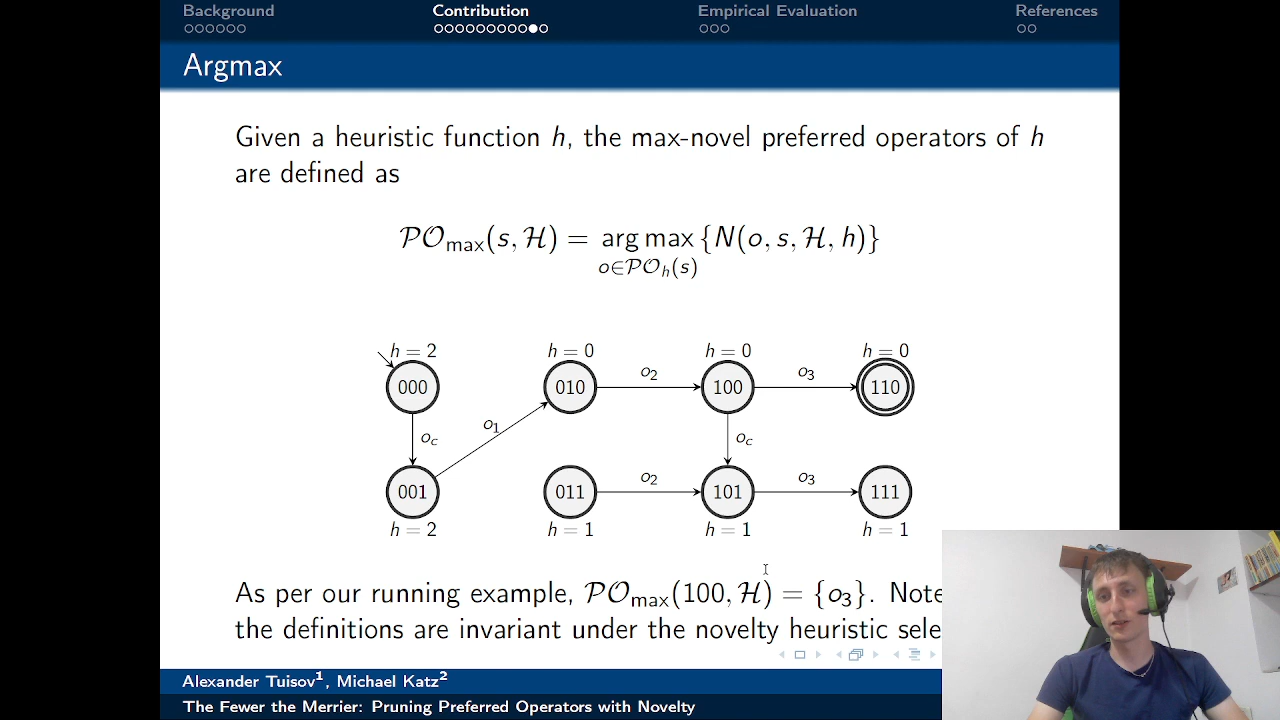 Background Contribution Empirical Evaluation References
Argmax
Given a heuristic function h, the max-novel preferred operators of h
are defined as
𝒫𝒪max(s, ℋ) = arg max {N(o, s, ℋ, h)}
o∈𝒫𝒪h(s)
h = 2 h = 0 h = 0 h = 0
000 010 o2 100 o3 110
oc o1 oc
001 011 o2 101 o3 111
h = 2 h = 1 h = 1 h = 1
As per our running example, 𝒫𝒪max(100, ℋ) = {o3}. Note
the definitions are invariant under the novelty heuristic
Alexander Tuisov1, Michael Katz2
The Fewer the Merrier: Pruning Preferred Operators with Novelty